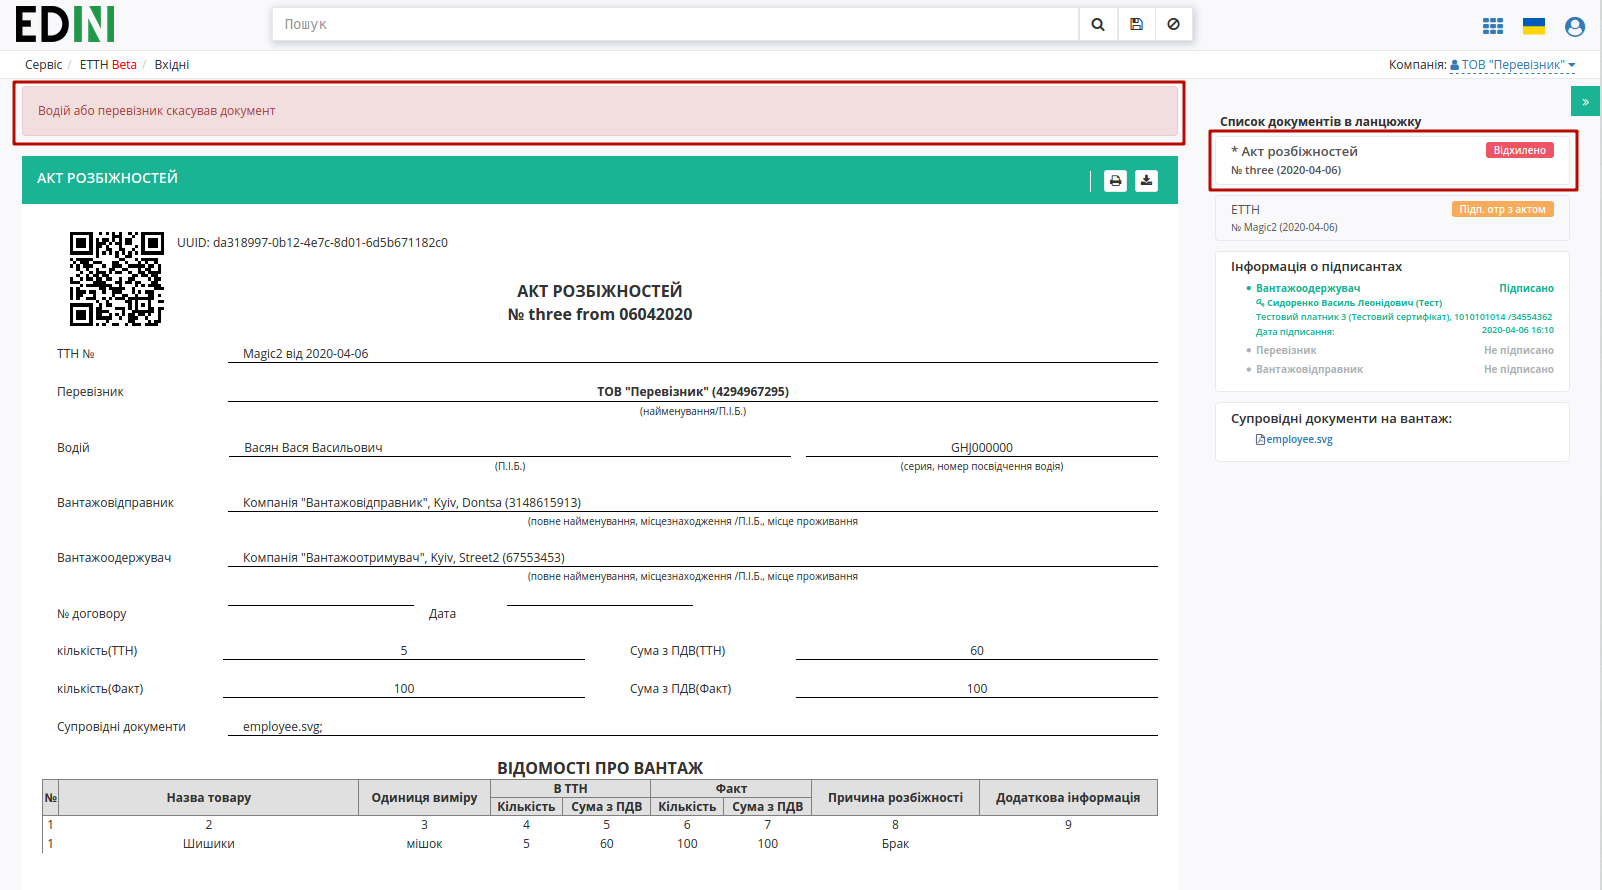 EDIN
Пошук
Сервіс / ЕТТН Beta / Вхідні
Компанія: ТОВ "Перевізник"
Водій або перевізник скасував документ
АКТ РОЗБІЖНОСТЕЙ
UUID: da318997-0b12-4e7c-8d01-6d5b671182c0
АКТ РОЗБІЖНОСТЕЙ
№ three from 06042020
ТТН № Magic2 від 2020-04-06
Перевізник ТОВ "Перевізник" (4294967295)
(найменування/П.І.Б.)
Водій Васян Вася Васильович GHJ000000
(П.І.Б.) (серия, номер посвідчення водія)
Вантажовідправник Компанія "Вантажовідправник", Kyiv, Dontsa (3148615913)
(повне найменування, місцезнаходження /П.І.Б., місце проживання
Вантажоодержувач Компанія "Вантажоотримувач", Kyiv, Street2 (67553453)
(повне найменування, місцезнаходження /П.І.Б., місце проживання
№ договору Дата
кількість(ТТН) 5 Сума з ПДВ(ТТН) 60
кількість(Факт) 100 Сума з ПДВ(Факт) 100
Супровідні документи employee.svg;
ВІДОМОСТІ ПРО ВАНТАЖ
№ Назва товару Одиниця виміру В ТТН Факт Причина розбіжності Додаткова інформація
Кількість Сума з ПДВ Кількість Сума з ПДВ
1 2 3 4 5 6 7 8 9
1 Шишики мішок 5 60 100 100 Брак
»
Список документів в ланцюжку
* Акт розбіжностей Відхилено
№ three (2020-04-06)
ЕТТН Підп. отр з актом
№ Magic2 (2020-04-06)
Інформація о підписантах
• Вантажоодержувач Підписано
Сидоренко Василь Леонідович (Тест)
Тестовий платник 3 (Тестовий сертифікат), 1010101014 /34554362
Дата підписання: 2020-04-06 16:10
• Перевізник Не підписано
• Вантажовідправник Не підписано
Супровідні документи на вантаж:
employee.svg